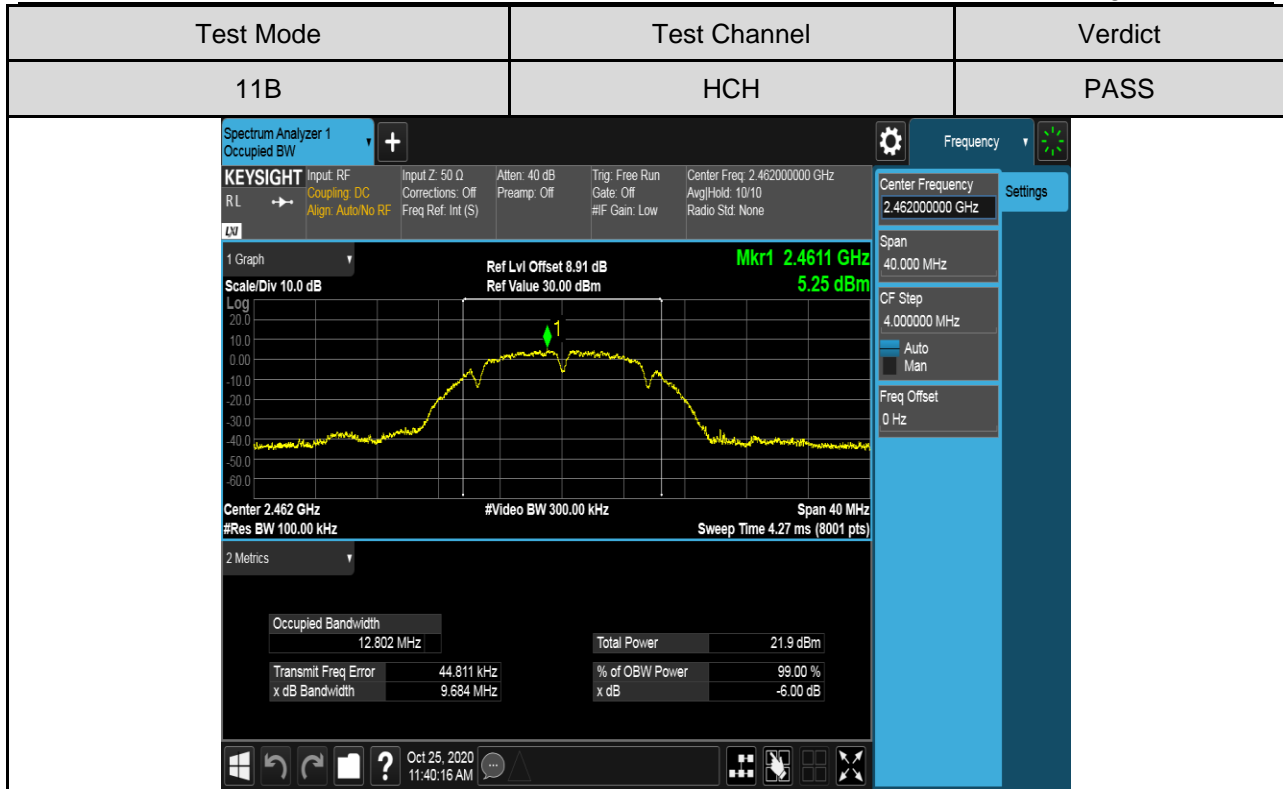 Test Mode Test Channel Verdict
11B HCH PASS
Spectrum Analyzer 1
Occupied BW
+
Frequency
KEYSIGHT
RL
LXI
Input: RF
Coupling: DC
Align: Auto/No RF
Input Z: 50 Ω
Corrections: Off
Freq Ref: Int (S)
Atten: 40 dB
Preamp: Off
Trig: Free Run
Gate: Off
#IF Gain: Low
Center Freq: 2.462000000 GHz
Avg|Hold: 10/10
Radio Std: None
Center Frequency
2.462000000 GHz
Settings
Span
40.000 MHz
CF Step
4.000000 MHz
Auto
Man
Freq Offset
0 Hz
1 Graph
Scale/Div 10.0 dB
Ref Lvl Offset 8.91 dB
Ref Value 30.00 dBm
Mkr1 2.4611 GHz
5.25 dBm
Log
20.0
10.0
0.00
-10.0
-20.0
-30.0
-40.0
-50.0
-60.0
1
Center 2.462 GHz
#Res BW 100.00 kHz
#Video BW 300.00 kHz
Span 40 MHz
Sweep Time 4.27 ms (8001 pts)
2 Metrics
Occupied Bandwidth
12.802 MHz
Total Power 21.9 dBm
Transmit Freq Error 44.811 kHz
% of OBW Power 99.00 %
x dB Bandwidth 9.684 MHz
x dB -6.00 dB
?
Oct 25, 2020
11:40:16 AM